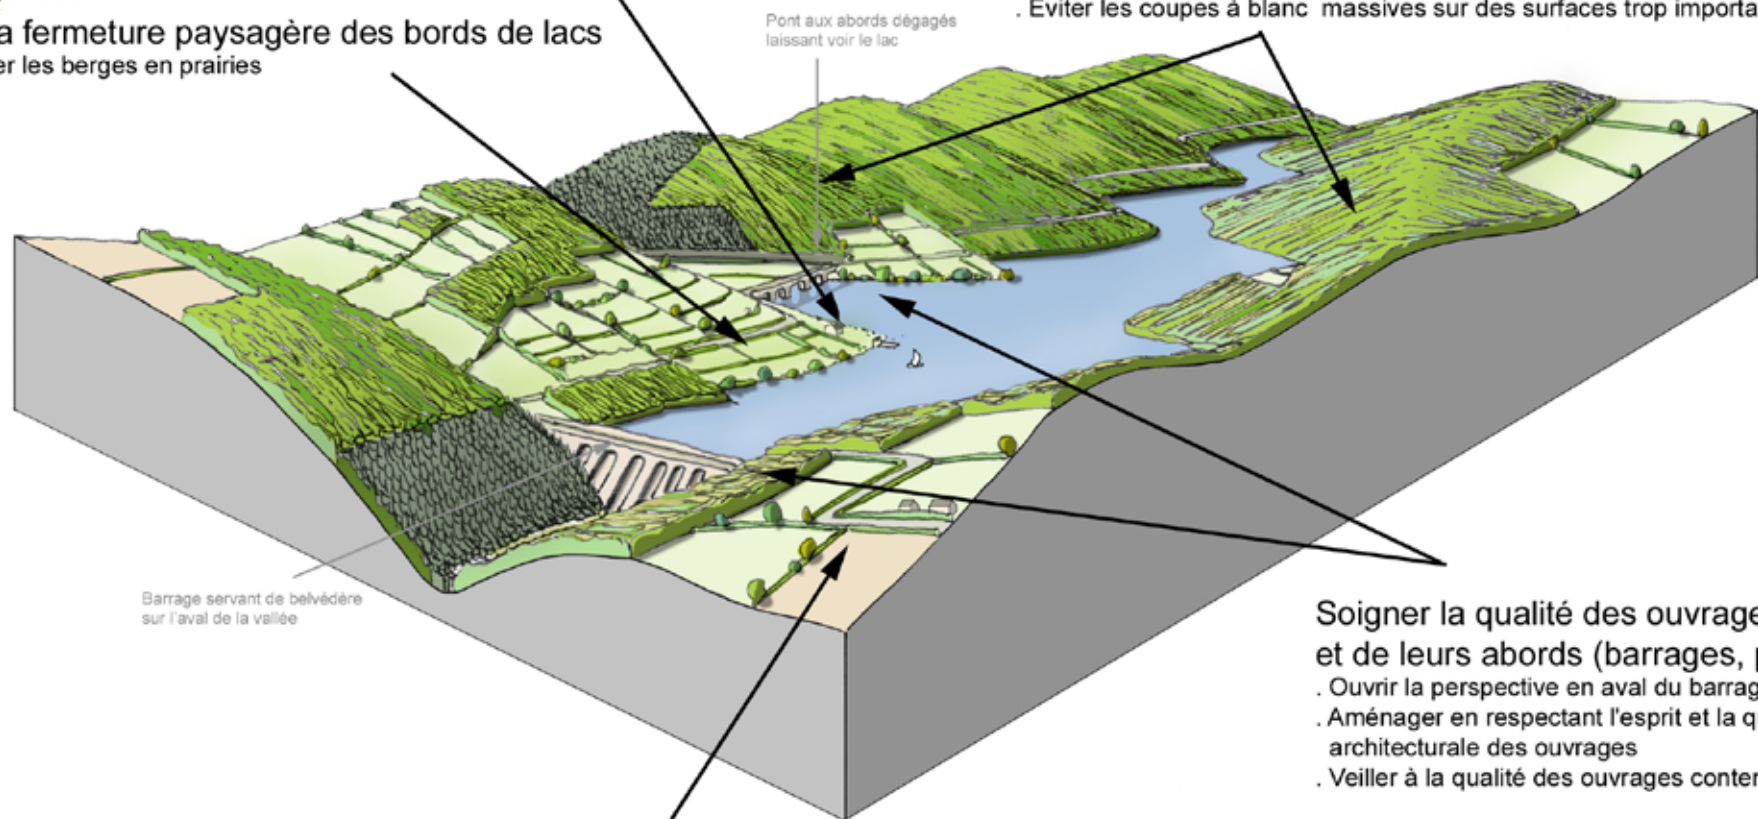 a fermeture paysagère des bords de lacs
er les berges en prairies
Pont aux abords dégagés
laissant voir le lac
. Eviter les coupes à blanc massives sur des surfaces trop importa
Barrage servant de belvédère
sur l'aval de la vallée
Soigner la qualité des ouvrage
et de leurs abords (barrages, p
. Ouvrir la perspective en aval du barrag
. Aménager en respectant l'esprit et la q
architecturale des ouvrages
. Veiller à la qualité des ouvrages conter